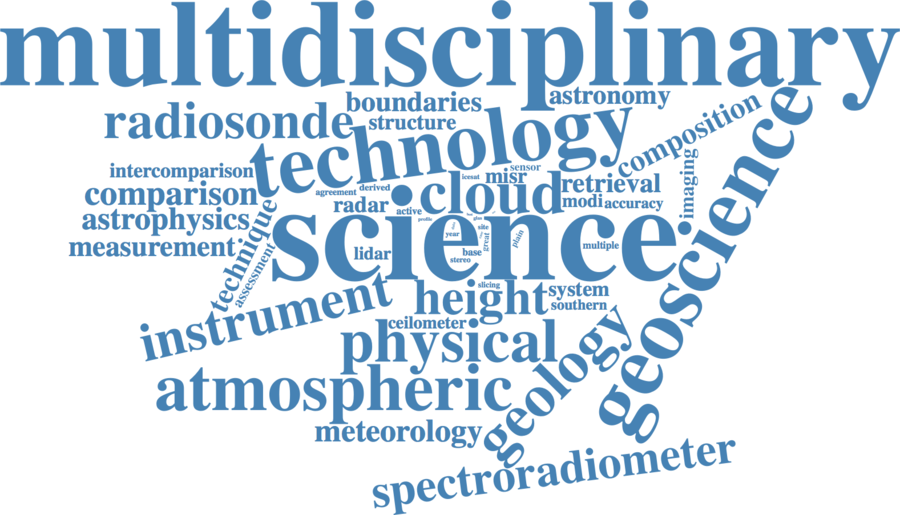 multidisciplinary
boundaries
astronomy
radiosonde
structure
technology
composition
geoscience
intercomparison
sensor
icesat
misr
imaging
comparison
agreement
derived
cloud
retrieval
radar
active
modi
accuracy
astrophysics
technique
profile
science
year
site
great
plain
measurement
assessment
lidar
base
stereo
multiple
instrument
height
slicing
system
southern
ceilometer
physical
geology
atmospheric
meteorology
spectroradiometer